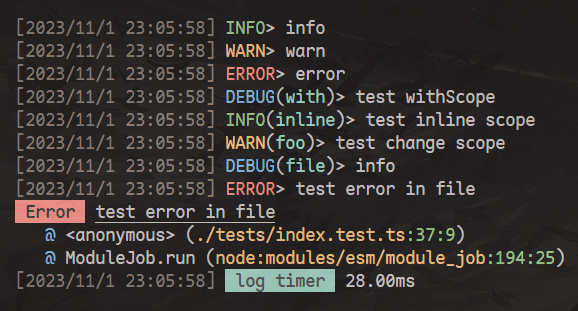 [2023/11/1 23:05:58] INFO> info
[2023/11/1 23:05:58] WARN> warn
[2023/11/1 23:05:58] ERROR> error
[2023/11/1 23:05:58] DEBUG(with)> test withScope
[2023/11/1 23:05:58] INFO(inline)> test inline scope
[2023/11/1 23:05:58] WARN(foo)> test change scope
[2023/11/1 23:05:58] DEBUG(file)> info
[2023/11/1 23:05:58] ERROR> test error in file
Error test error in file
@ <anonymous> (./tests/index.test.ts:37:9)
@ ModuleJob.run (node:modules/esm/module_job:194:25)
[2023/11/1 23:05:58] log timer 28.00ms